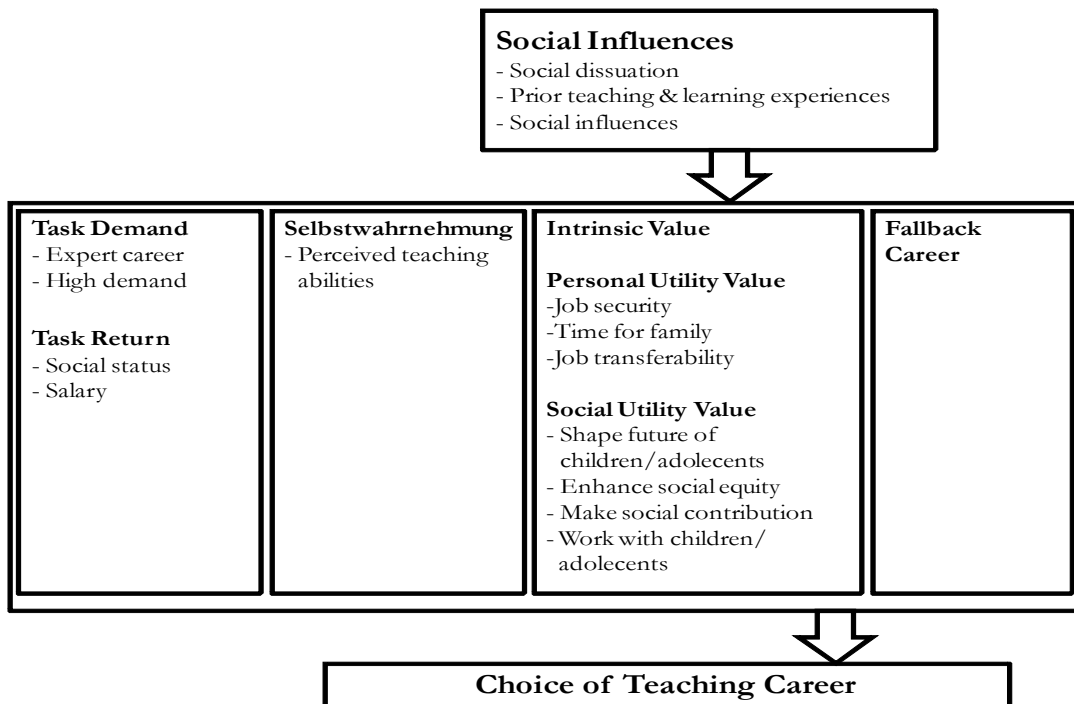 Social Influences
- Social dissuation
- Prior teaching & learning experiences
- Social influences
Task Demand
- Expert career
- High demand
Task Return
- Social status
- Salary
Selbstwahrnehmung
- Perceived teaching
abilities
Intrinsic Value
Personal Utility Value
-Job security
-Time for family
-Job transferability
Social Utility Value
- Shape future of
children/adolecents
- Enhance social equity
- Make social contribution
- Work with children/
adolecents
Fallback
Career
Choice of Teaching Career